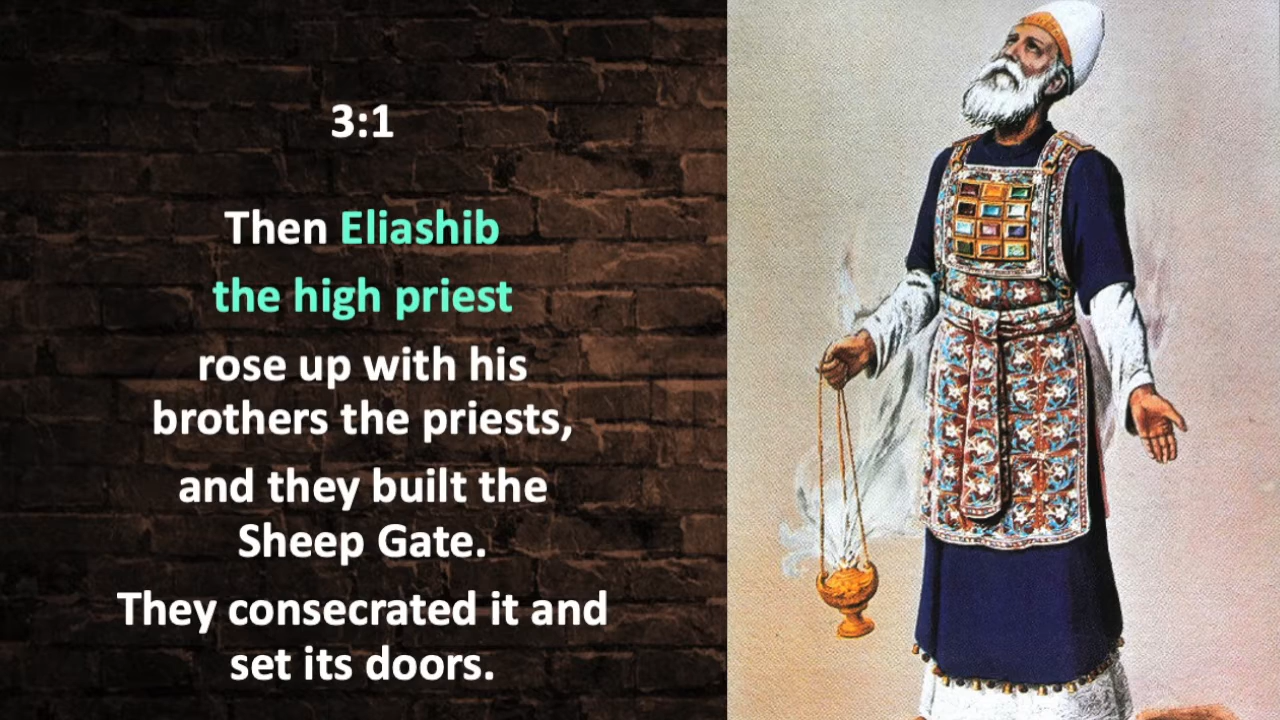 3:1
Then Eliashib
the high priest
rose up with his
brothers the priests,
and they built the
Sheep Gate.
They consecrated it and
set its doors.